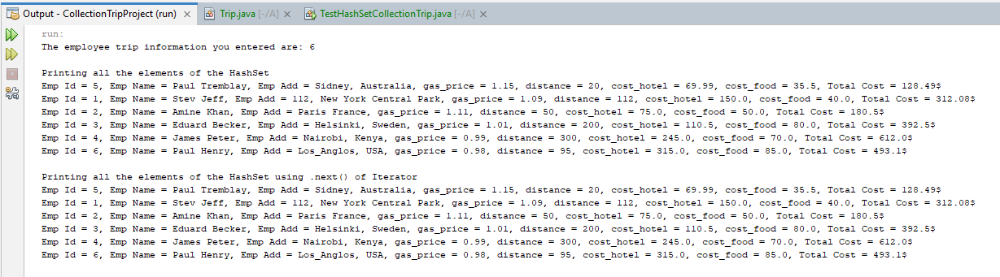 Output - CollectionTripProject (run) × Trip.java [-/A] × TestHashSetCollectionTrip.java [-/A] ×
run:
The employee trip information you entered are: 6
Printing all the elements of the HashSet
Emp Id = 5, Emp Name = Paul Tremblay, Emp Add = Sidney, Australia, gas_price = 1.15, distance = 20, cost_hotel = 69.99, cost_food = 35.5, Total Cost = 128.49$
Emp Id = 1, Emp Name = Stev Jeff, Emp Add = 112, New York Central Park, gas_price = 1.09, distance = 112, cost_hotel = 150.0, cost_food = 40.0, Total Cost = 312.08$
Emp Id = 2, Emp Name = Amine Khan, Emp Add = Paris France, gas_price = 1.11, distance = 50, cost_hotel = 75.0, cost_food = 50.0, Total Cost = 180.5$
Emp Id = 3, Emp Name = Eduard Becker, Emp Add = Helsinki, Sweden, gas_price = 1.01, distance = 200, cost_hotel = 110.5, cost_food = 80.0, Total Cost = 392.5$
Emp Id = 4, Emp Name = James Peter, Emp Add = Nairobi, Kenya, gas_price = 0.99, distance = 300, cost_hotel = 245.0, cost_food = 70.0, Total Cost = 612.0$
Emp Id = 6, Emp Name = Paul Henry, Emp Add = Los_Anglos, USA, gas_price = 0.98, distance = 95, cost_hotel = 315.0, cost_food = 85.0, Total Cost = 493.1$
Printing all the elements of the HashSet using .next() of Iterator
Emp Id = 5, Emp Name = Paul Tremblay, Emp Add = Sidney, Australia, gas_price = 1.15, distance = 20, cost_hotel = 69.99, cost_food = 35.5, Total Cost = 128.49$
Emp Id = 1, Emp Name = Stev Jeff, Emp Add = 112, New York Central Park, gas_price = 1.09, distance = 112, cost_hotel = 150.0, cost_food = 40.0, Total Cost = 312.08$
Emp Id = 2, Emp Name = Amine Khan, Emp Add = Paris France, gas_price = 1.11, distance = 50, cost_hotel = 75.0, cost_food = 50.0, Total Cost = 180.5$
Emp Id = 3, Emp Name = Eduard Becker, Emp Add = Helsinki, Sweden, gas_price = 1.01, distance = 200, cost_hotel = 110.5, cost_food = 80.0, Total Cost = 392.5$
Emp Id = 4, Emp Name = James Peter, Emp Add = Nairobi, Kenya, gas_price = 0.99, distance = 300, cost_hotel = 245.0, cost_food = 70.0, Total Cost = 612.0$
Emp Id = 6, Emp Name = Paul Henry, Emp Add = Los_Anglos, USA, gas_price = 0.98, distance = 95, cost_hotel = 315.0, cost_food = 85.0, Total Cost = 493.1$